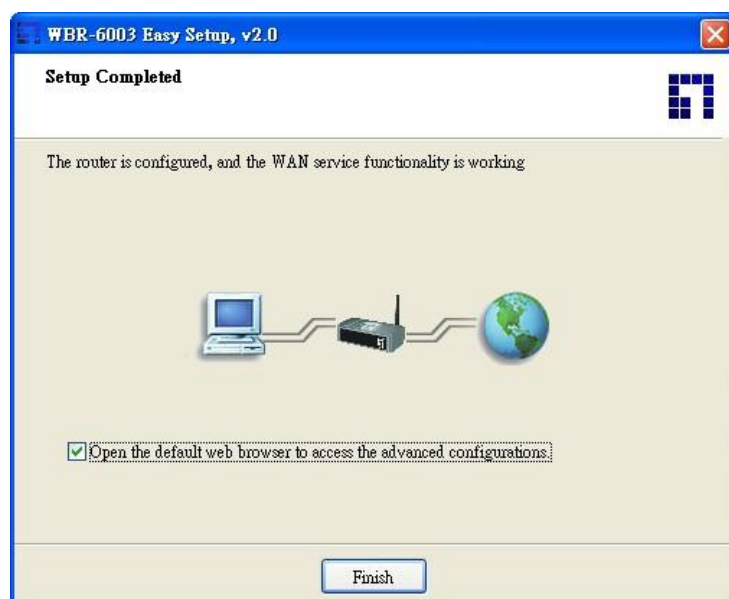 WBR-6003 Easy Setup, v2.0
Setup Completed
The router is configured, and the WAN service functionality is working
Open the default web browser to access the advanced configurations.
Finish